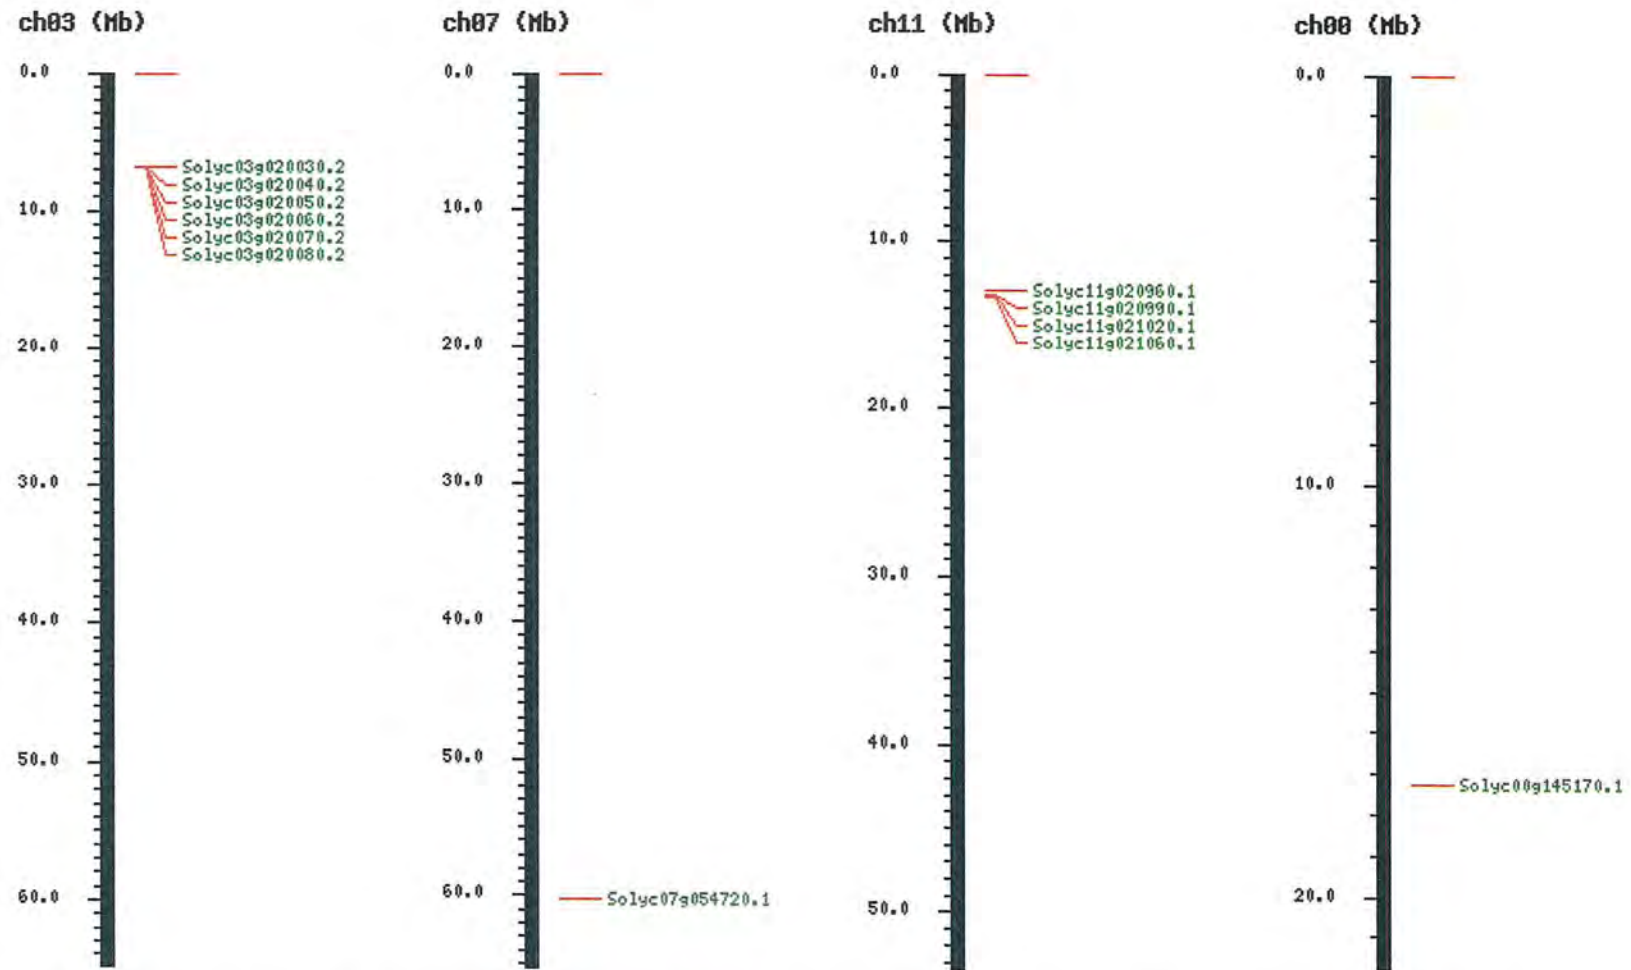 ch03 (Mb)
0.0
Solyc03g020030.2
Solyc03g020040.2
Solyc03g020050.2
10.0
Solyc03g020060.2
Solyc03g020070.2
Solyc03g020080.2
20.0
30.0
40.0
50.0
60.0
ch07 (Mb)
0.0
10.0
20.0
30.0
40.0
50.0
60.0
Solyc07g054720.1
ch11 (Mb)
0.0
10.0
Solyc11g020960.1
Solyc11g020990.1
Solyc11g021020.1
Solyc11g021060.1
20.0
30.0
40.0
50.0
ch00 (Mb)
0.0
10.0
Solyc00g145170.1
20.0